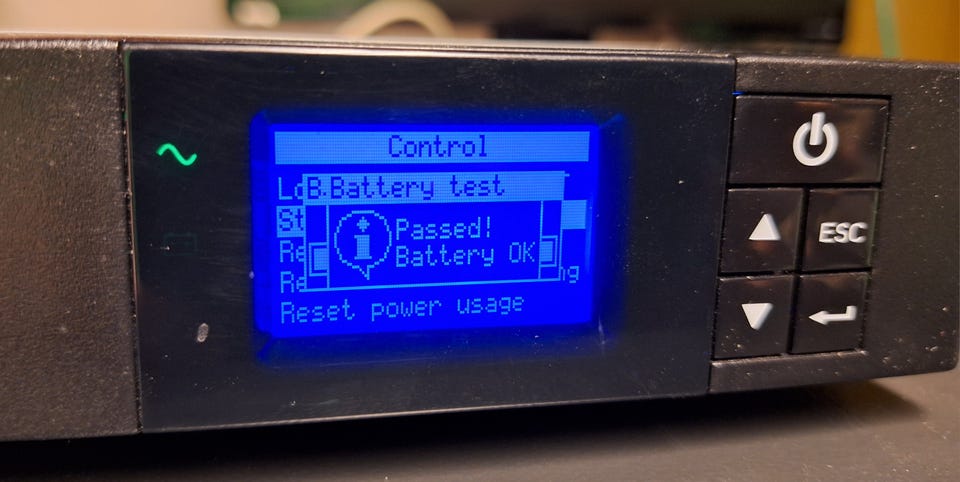 Control
B.Battery test
Passed!
Battery OK
Reset power usage
ESC